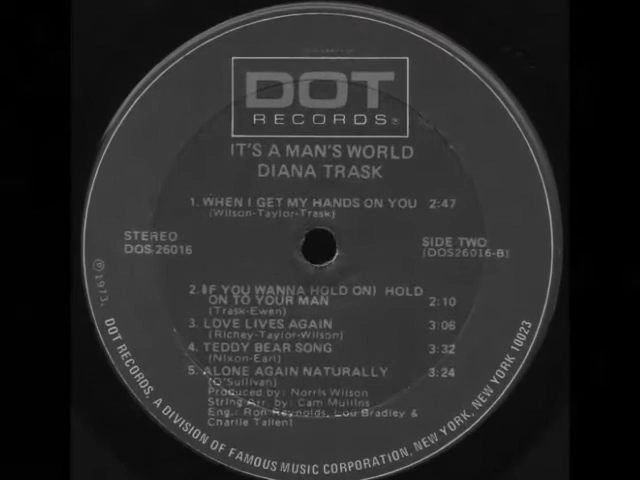 DOT
RECORDS®
IT'S A MAN'S WORLD
DIANA TRASK
1. WHEN I GET MY HANDS ON YOU 2:47
(Wilson-Taylor-Trask)
STEREO
DOS 26016
SIDE TWO
(DOS26016-B)
2. (IF YOU WANNA HOLD ON) HOLD
ON TO YOUR MAN 2:10
(Trask-Ewen)
3. LOVE LIVES AGAIN 3:06
(Richey-Taylor-Wilson)
4. TEDDY BEAR SONG 3:32
(Nixon-Earl)
5. ALONE AGAIN NATURALLY 3:24
(O'Sullivan)
Produced by: Norris Wilson
String Arr. by: Cam Mullins
Eng.: Ron Reynolds, Lou Bradley &
Charlie Tallent
℗1973, DOT RECORDS, A DIVISION OF FAMOUS MUSIC CORPORATION, NEW YORK, NEW YORK 10023